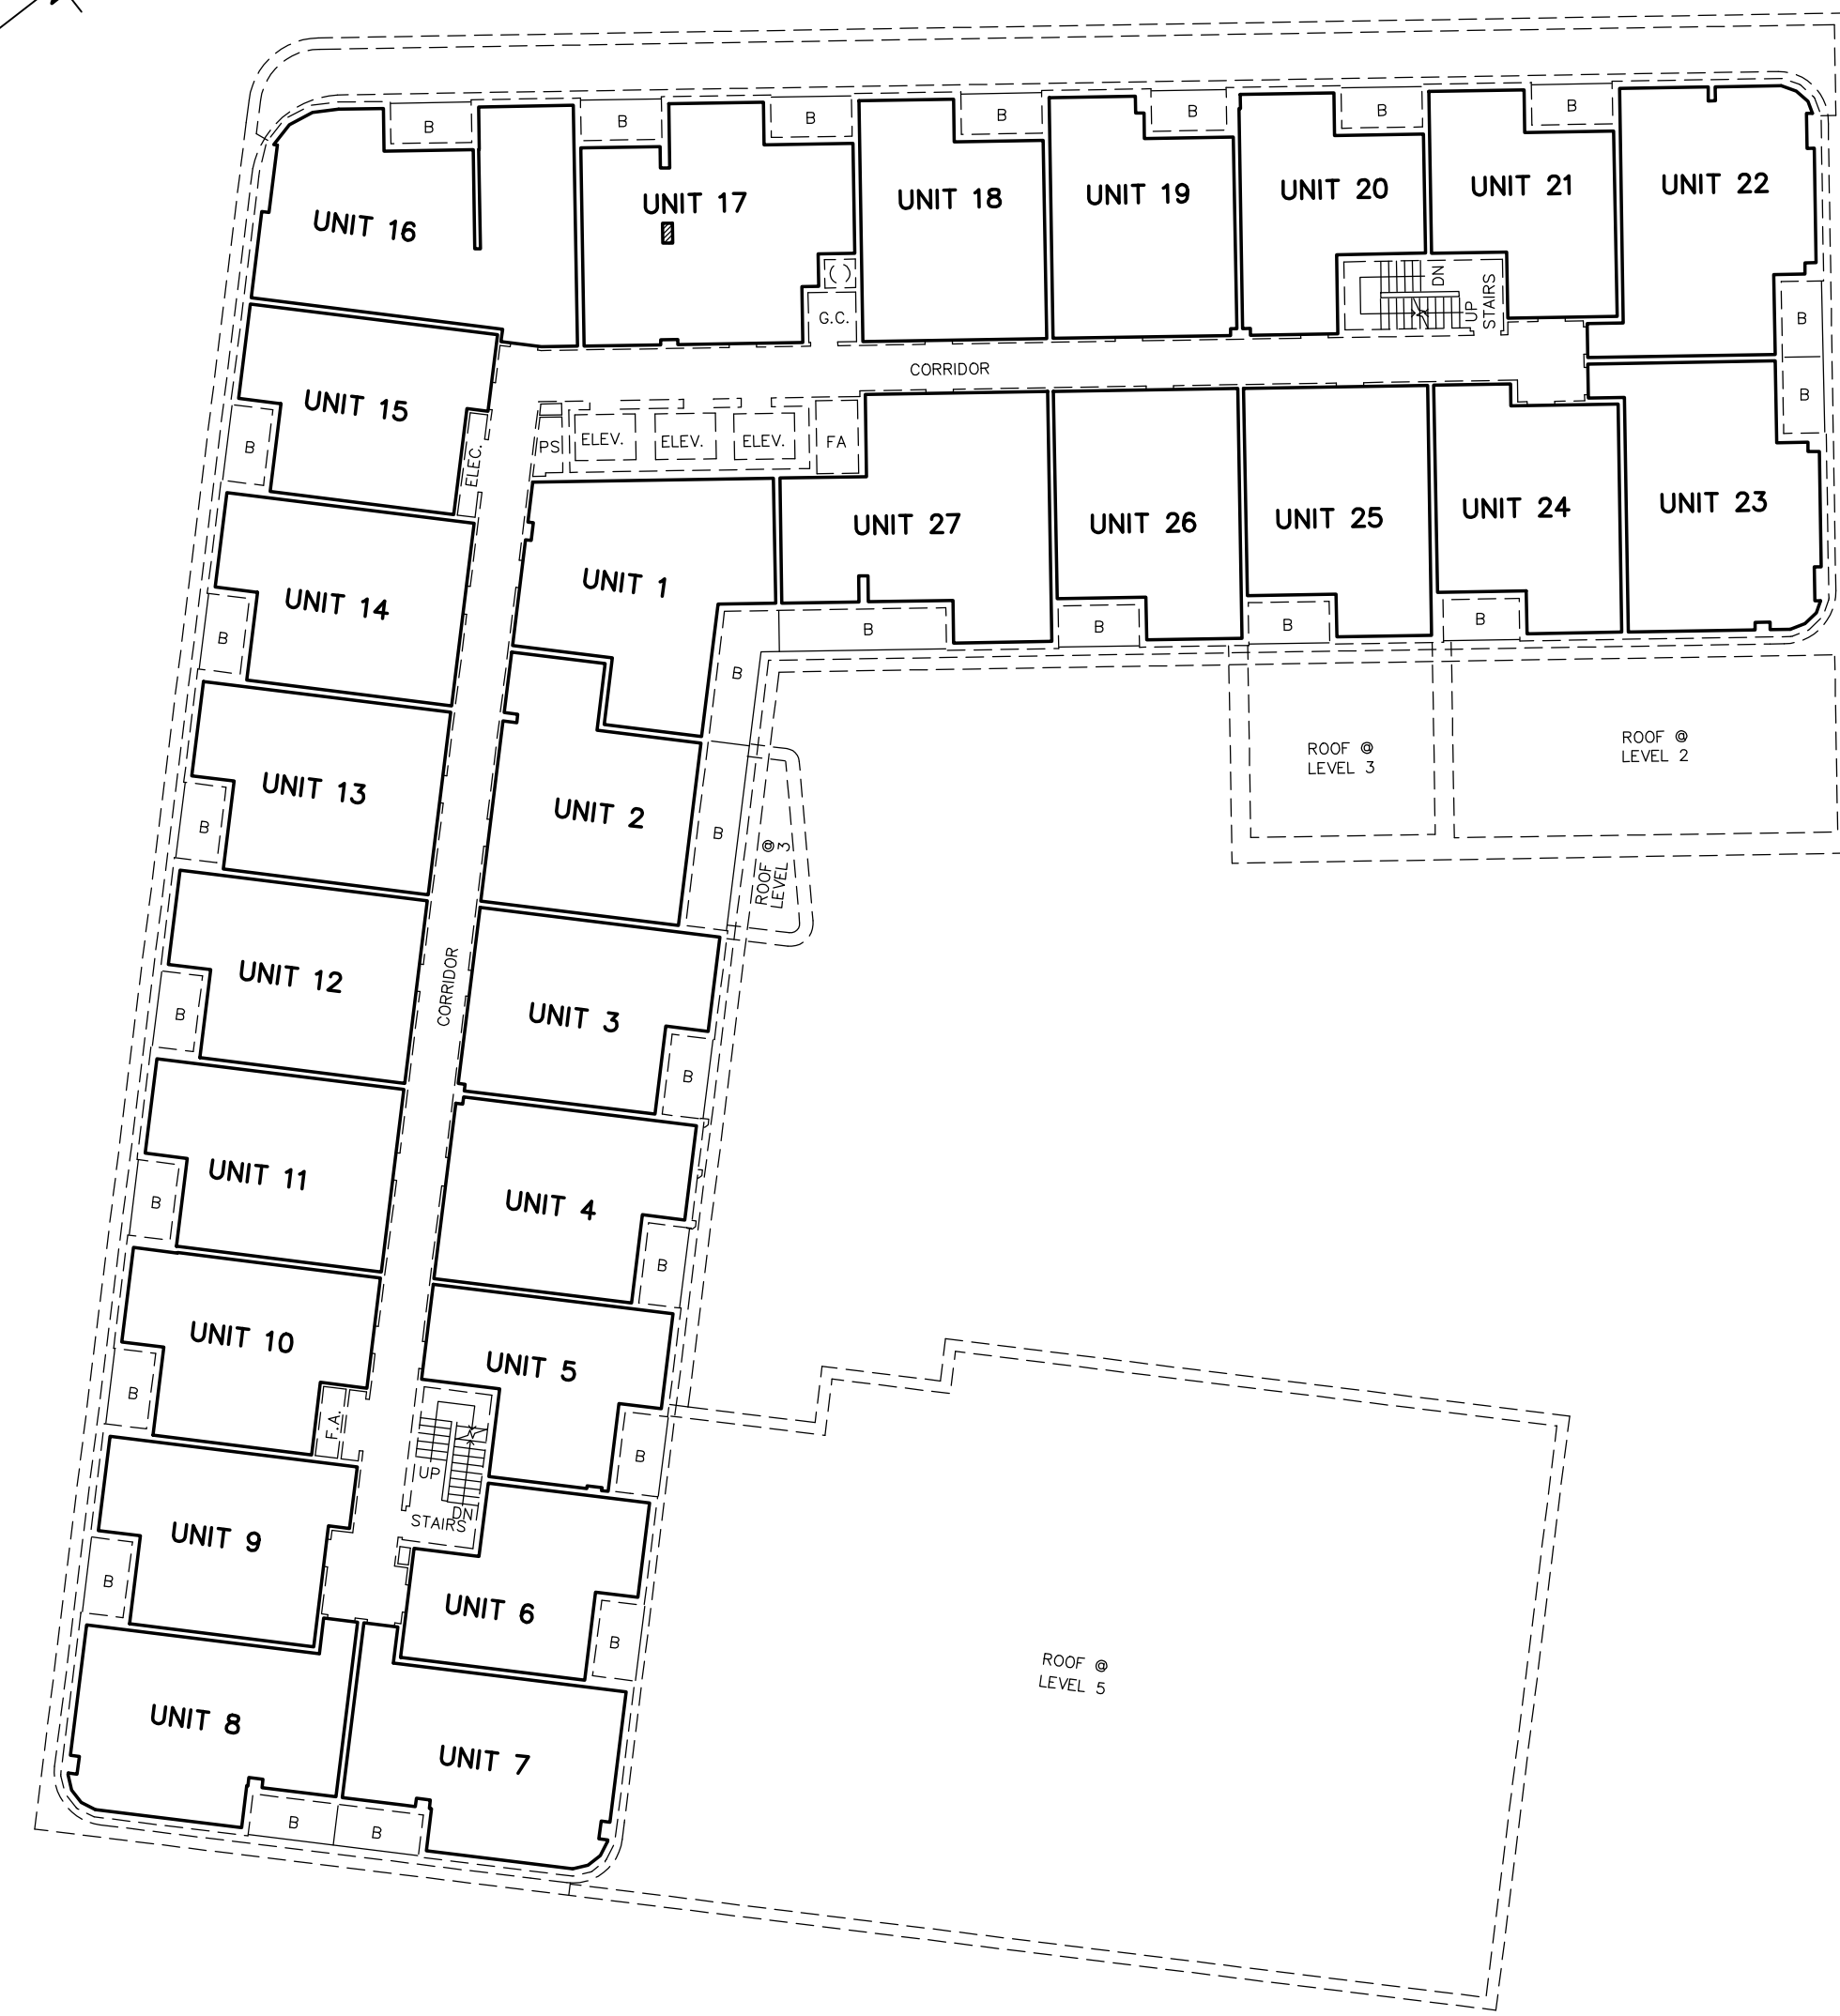 B
B
B
B
B
B
B
UNIT 16
UNIT 17
UNIT 18
UNIT 19
UNIT 20
UNIT 21
UNIT 22
DN
UP
STAIRS
G.C.
B
CORRIDOR
B
UNIT 15
B
ELEC.
PS
ELEV.
ELEV.
ELEV.
FA
UNIT 1
UNIT 27
UNIT 26
UNIT 25
UNIT 24
UNIT 23
UNIT 14
B
B
B
B
B
B
B
ROOF @
LEVEL 3
ROOF @
LEVEL 2
UNIT 13
B
UNIT 2
B
ROOF @
LEVEL 3
UNIT 12
B
CORRIDOR
UNIT 3
B
UNIT 11
B
UNIT 4
B
UNIT 10
B
F.A.
UNIT 5
B
UP
DN
STAIRS
UNIT 9
B
UNIT 6
B
ROOF @
LEVEL 5
UNIT 8
UNIT 7
B
B